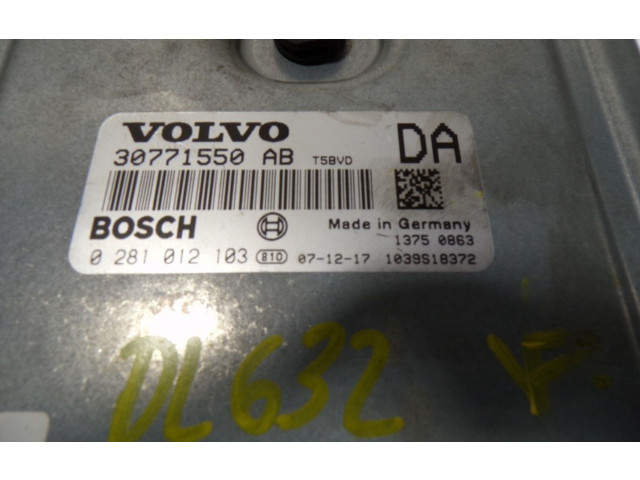 VOLVO DA
30771550 AB T5BVD
BOSCH Made in Germany
1375 0863
0 281 012 103 810 07-12-17 1039S18372
DL632